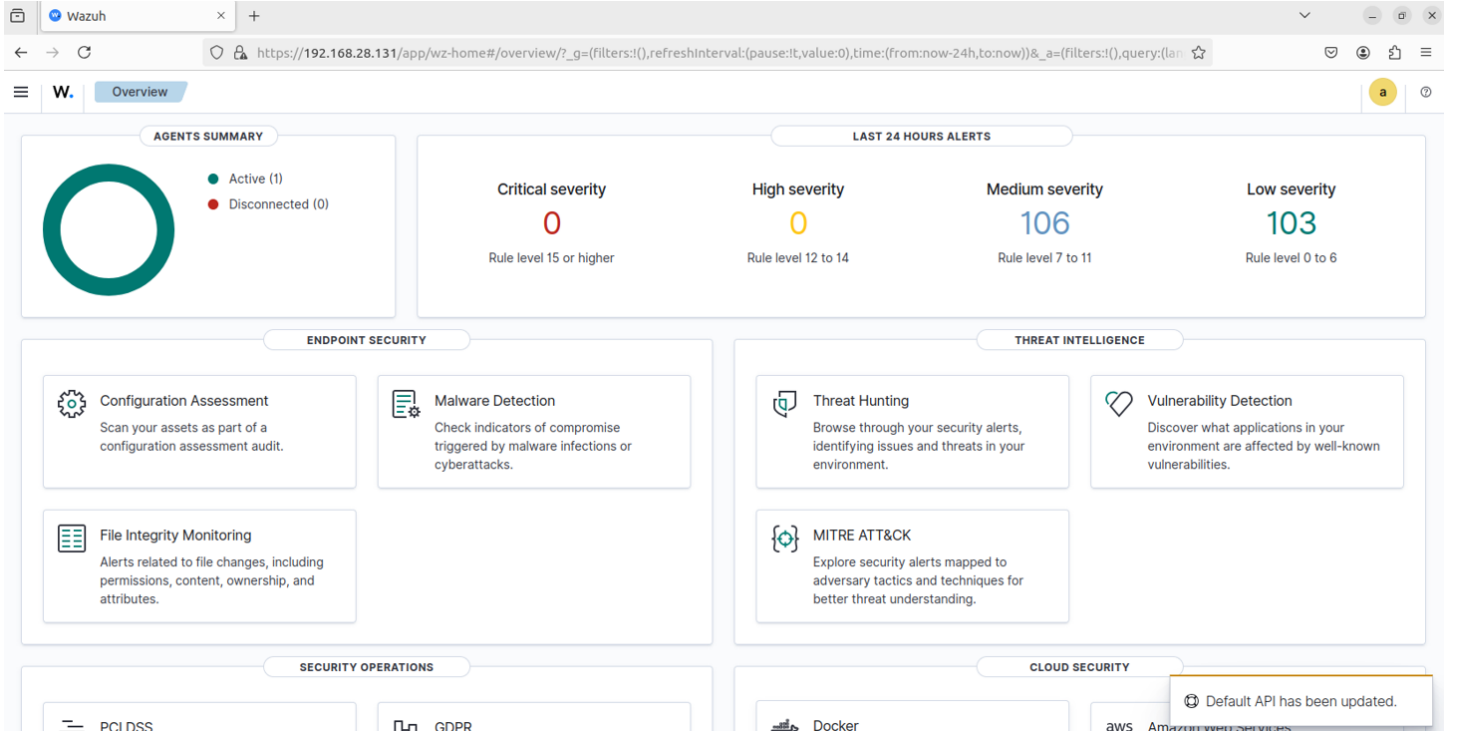 Wazuh
https://192.168.28.131/app/wz-home#/overview/?_g=(filters:!(),refreshInterval:(pause:!t,value:0),time:(from:now-24h,to:now))&_a=(filters:!(),query:(lan
W. Overview a
AGENTS SUMMARY
Active (1)
Disconnected (0)
LAST 24 HOURS ALERTS
Critical severity
0
Rule level 15 or higher
High severity
0
Rule level 12 to 14
Medium severity
106
Rule level 7 to 11
Low severity
103
Rule level 0 to 6
ENDPOINT SECURITY
Configuration Assessment
Scan your assets as part of a
configuration assessment audit.
Malware Detection
Check indicators of compromise
triggered by malware infections or
cyberattacks.
File Integrity Monitoring
Alerts related to file changes, including
permissions, content, ownership, and
attributes.
THREAT INTELLIGENCE
Threat Hunting
Browse through your security alerts,
identifying issues and threats in your
environment.
Vulnerability Detection
Discover what applications in your
environment are affected by well-known
vulnerabilities.
MITRE ATT&CK
Explore security alerts mapped to
adversary tactics and techniques for
better threat understanding.
SECURITY OPERATIONS
PCI DSS
GDPR
CLOUD SECURITY
Docker
aws Amazon Web Services
Default API has been updated.